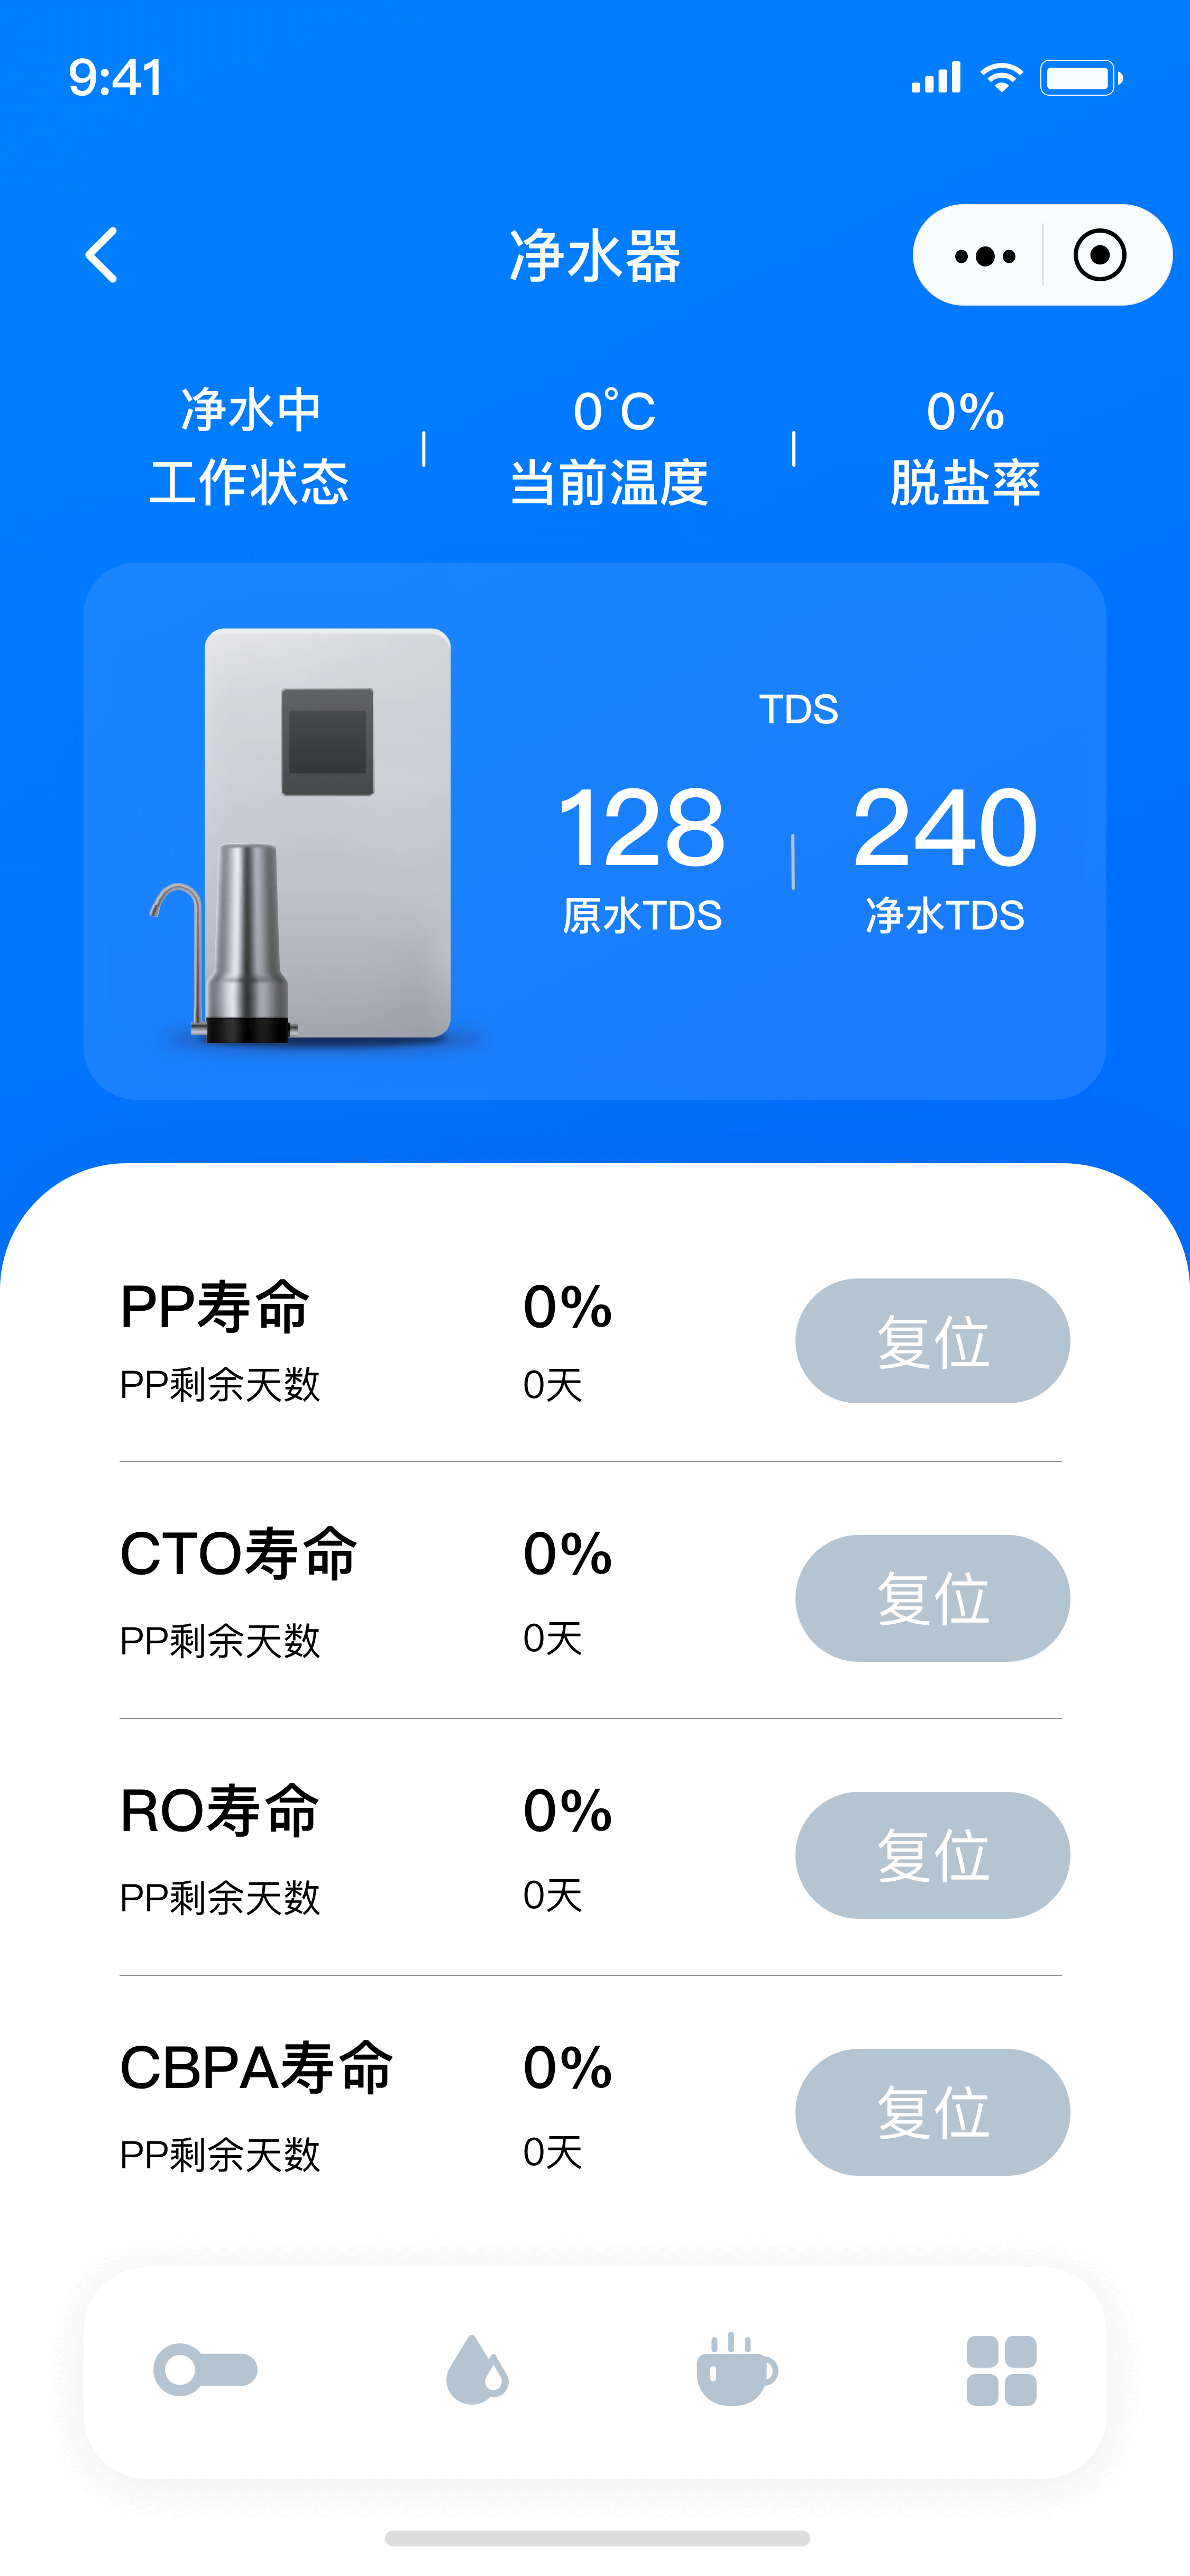 9:41
净水器
净水中 0°C 0%
工作状态 当前温度 脱盐率
TDS
128 240
原水TDS 净水TDS
PP寿命 0% 复位
PP剩余天数 0天
CTO寿命 0% 复位
PP剩余天数 0天
RO寿命 0% 复位
PP剩余天数 0天
CBPA寿命 0% 复位
PP剩余天数 0天